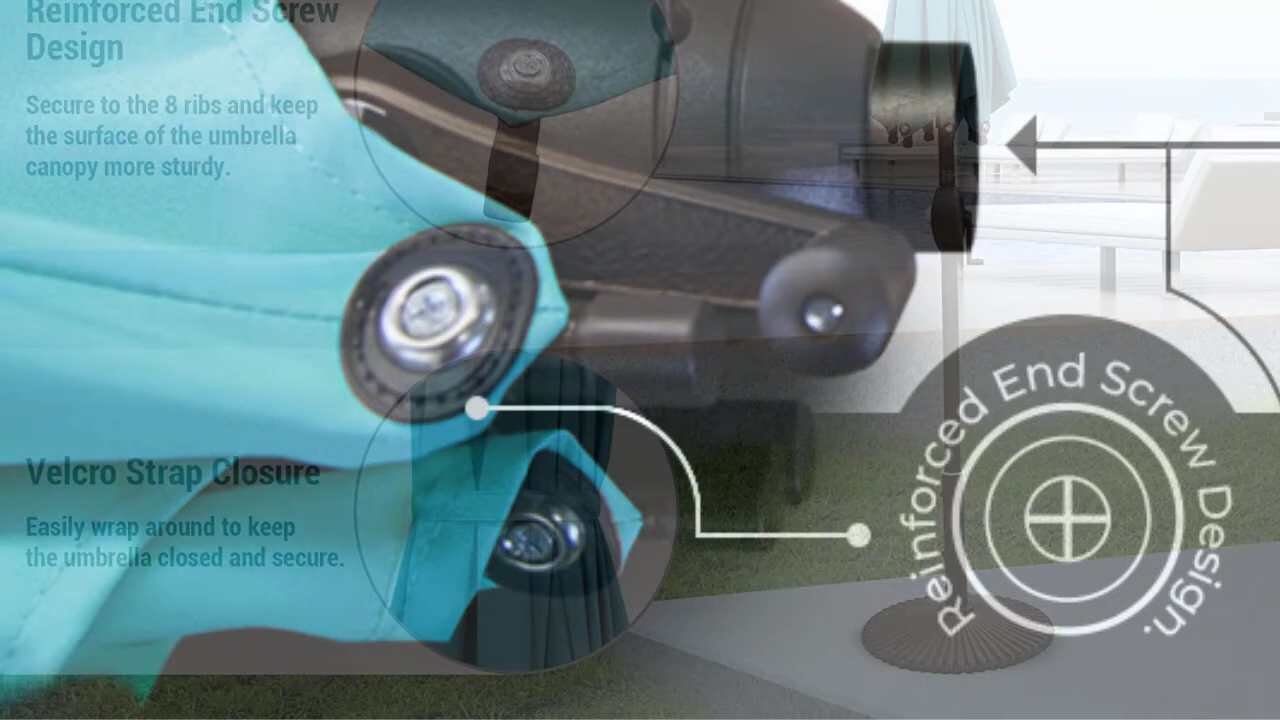 Reinforced End Screw
Design
Secure to the 8 ribs and keep
the surface of the umbrella
canopy more sturdy.
Reinforced End Screw Design.
Velcro Strap Closure
Easily wrap around to keep
the umbrella closed and secure.